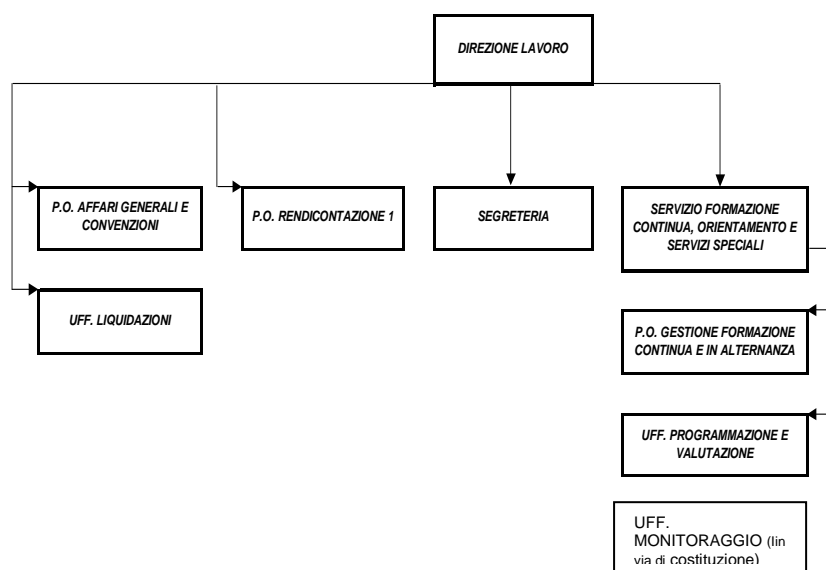 DIREZIONE LAVORO
P.O. AFFARI GENERALI E
CONVENZIONI
P.O. RENDICONTAZIONE 1
SEGRETERIA
SERVIZIO FORMAZIONE
CONTINUA, ORIENTAMENTO E
SERVIZI SPECIALI
UFF. LIQUIDAZIONI
P.O. GESTIONE FORMAZIONE
CONTINUA E IN ALTERNANZA
UFF. PROGRAMMAZIONE E
VALUTAZIONE
UFF.
MONITORAGGIO (Iin
via di costituzione)